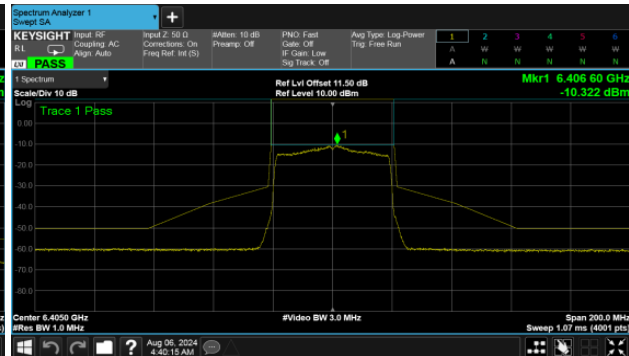 Spectrum Analyzer 1
Swept SA
KEYSIGHT Input: RF Input Z: 50 Ω #Atten: 10 dB PNO: Fast Avg Type: Log-Power 1 2 3 4 5 6
RL Coupling: AC Corrections: On Preamp: Off Gate: Off Trig: Free Run A W W W W W
Align: Auto Freq Ref: Int (S) IF Gain: Low
LXI PASS Sig Track: Off A N N N N N
1 Spectrum Ref Lvl Offset 11.50 dB Mkr1 6.406 60 GHz
Scale/Div 10 dB Ref Level 10.00 dBm -10.322 dBm
Log Trace 1 Pass
0.00
1
-10.0
-20.0
-30.0
-40.0
-50.0
-60.0
-70.0
-80.0
Center 6.4050 GHz #Video BW 3.0 MHz Span 200.0 MHz
#Res BW 1.0 MHz Sweep 1.07 ms (4001 pts)
? Aug 06, 2024
4:40:15 AM